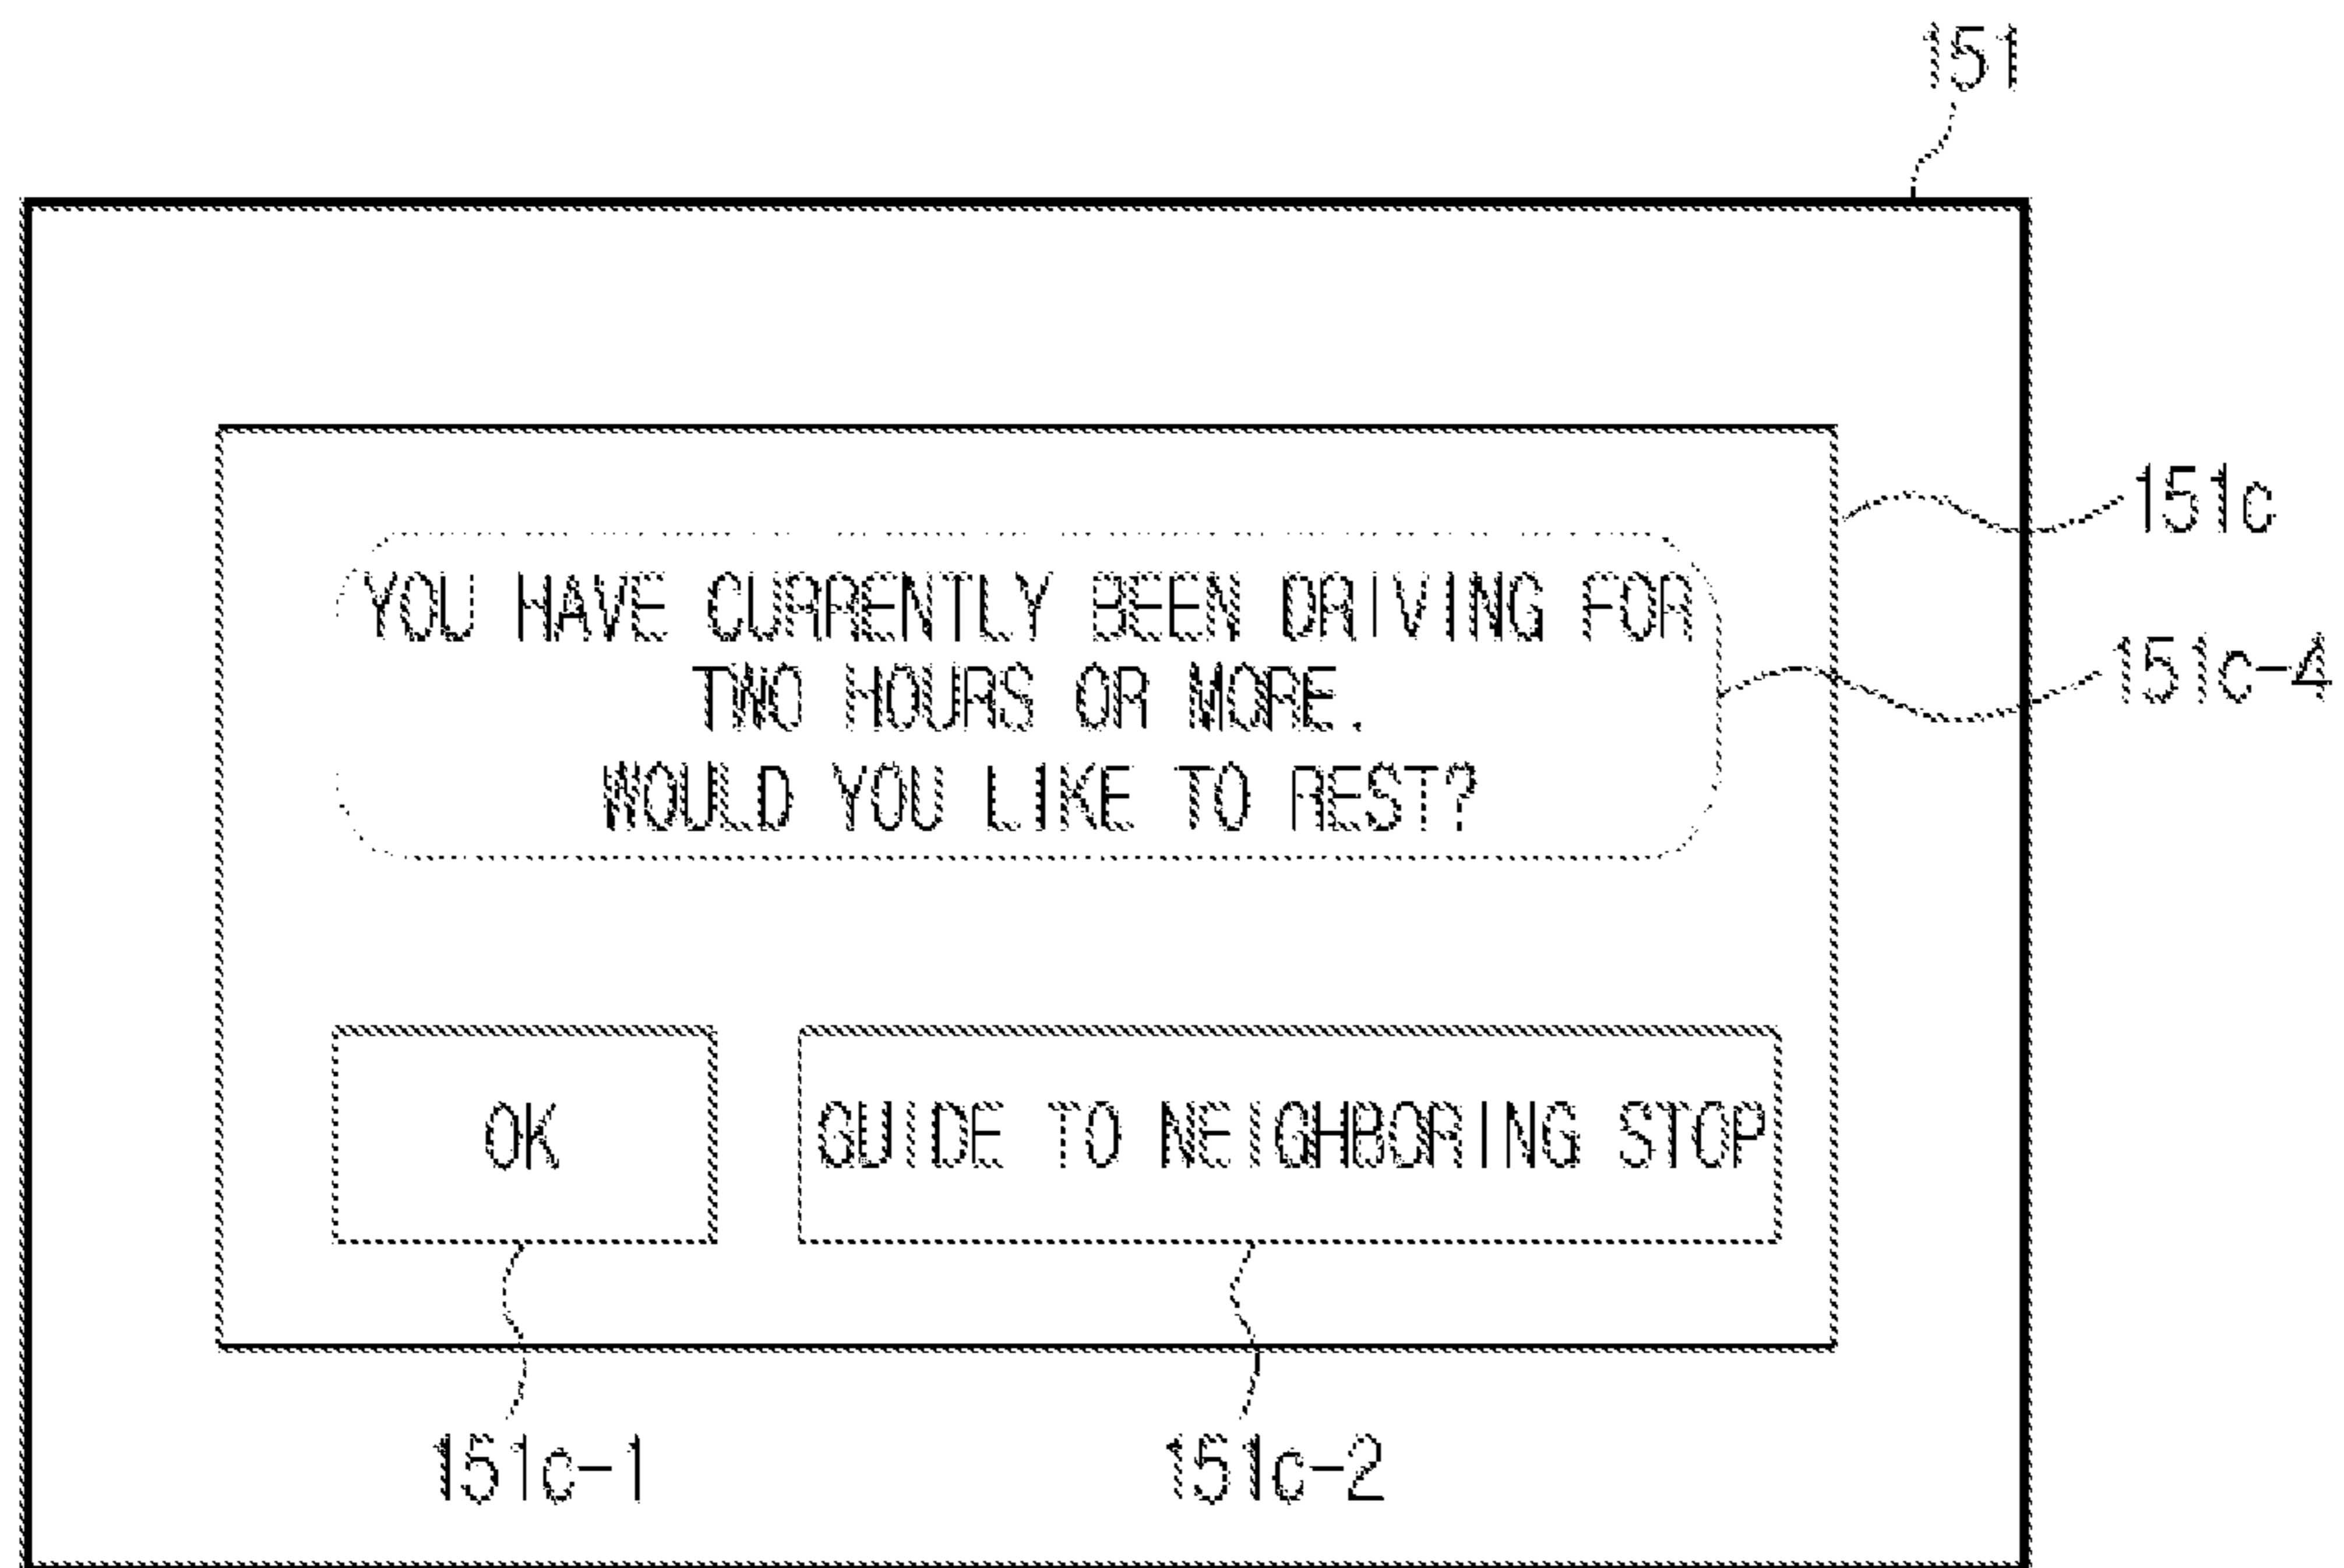 151
151c
YOU HAVE CURRENTLY BEEN DRIVING FOR
TWO HOURS OR MORE.
WOULD YOU LIKE TO REST?
151c-4
OK
GUIDE TO NEIGHBORING STOP
151c-1
151c-2